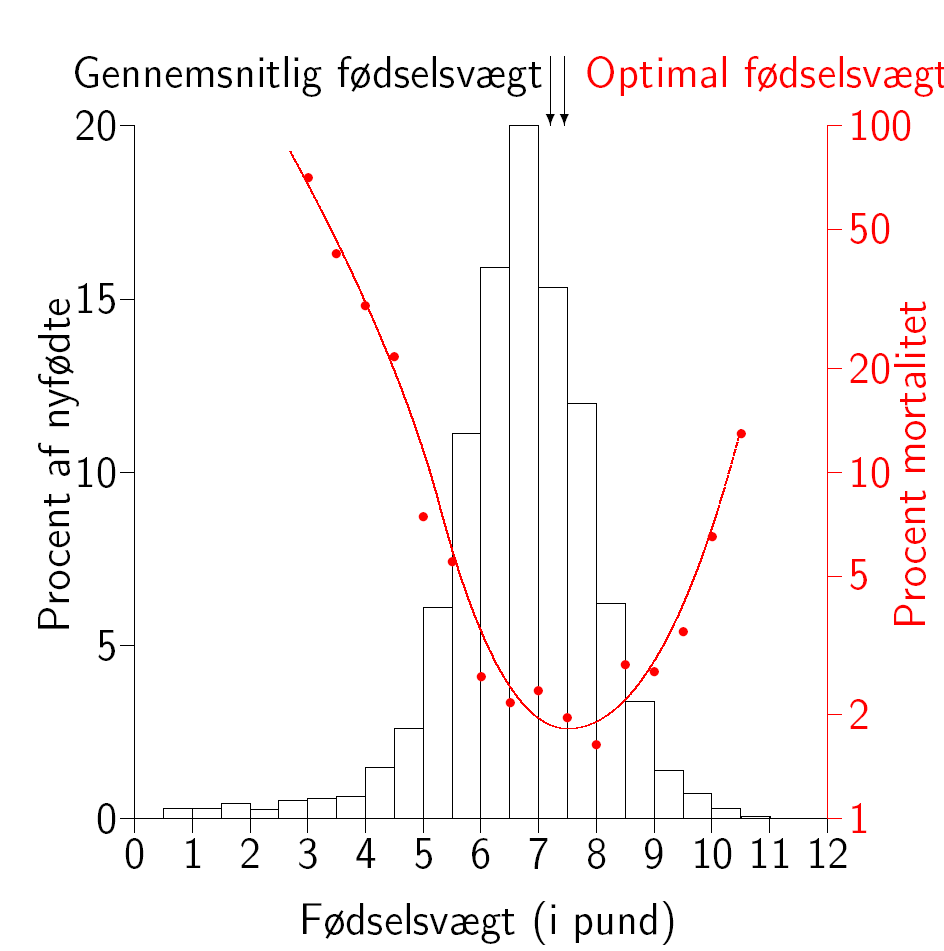 Gennemsnitlig fødselsvægt
Optimal fødselsvægt
20
15
10
5
0
Procent af nyfødte
100
50
20
10
5
2
1
Procent mortalitet
0 1 2 3 4 5 6 7 8 9 10 11 12
Fødselsvægt (i pund)